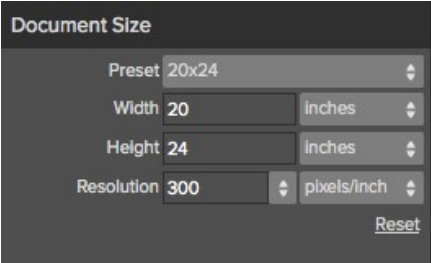 Document Size
Preset 20x24
Width 20 inches
Height 24 inches
Resolution 300 pixels/inch
Reset